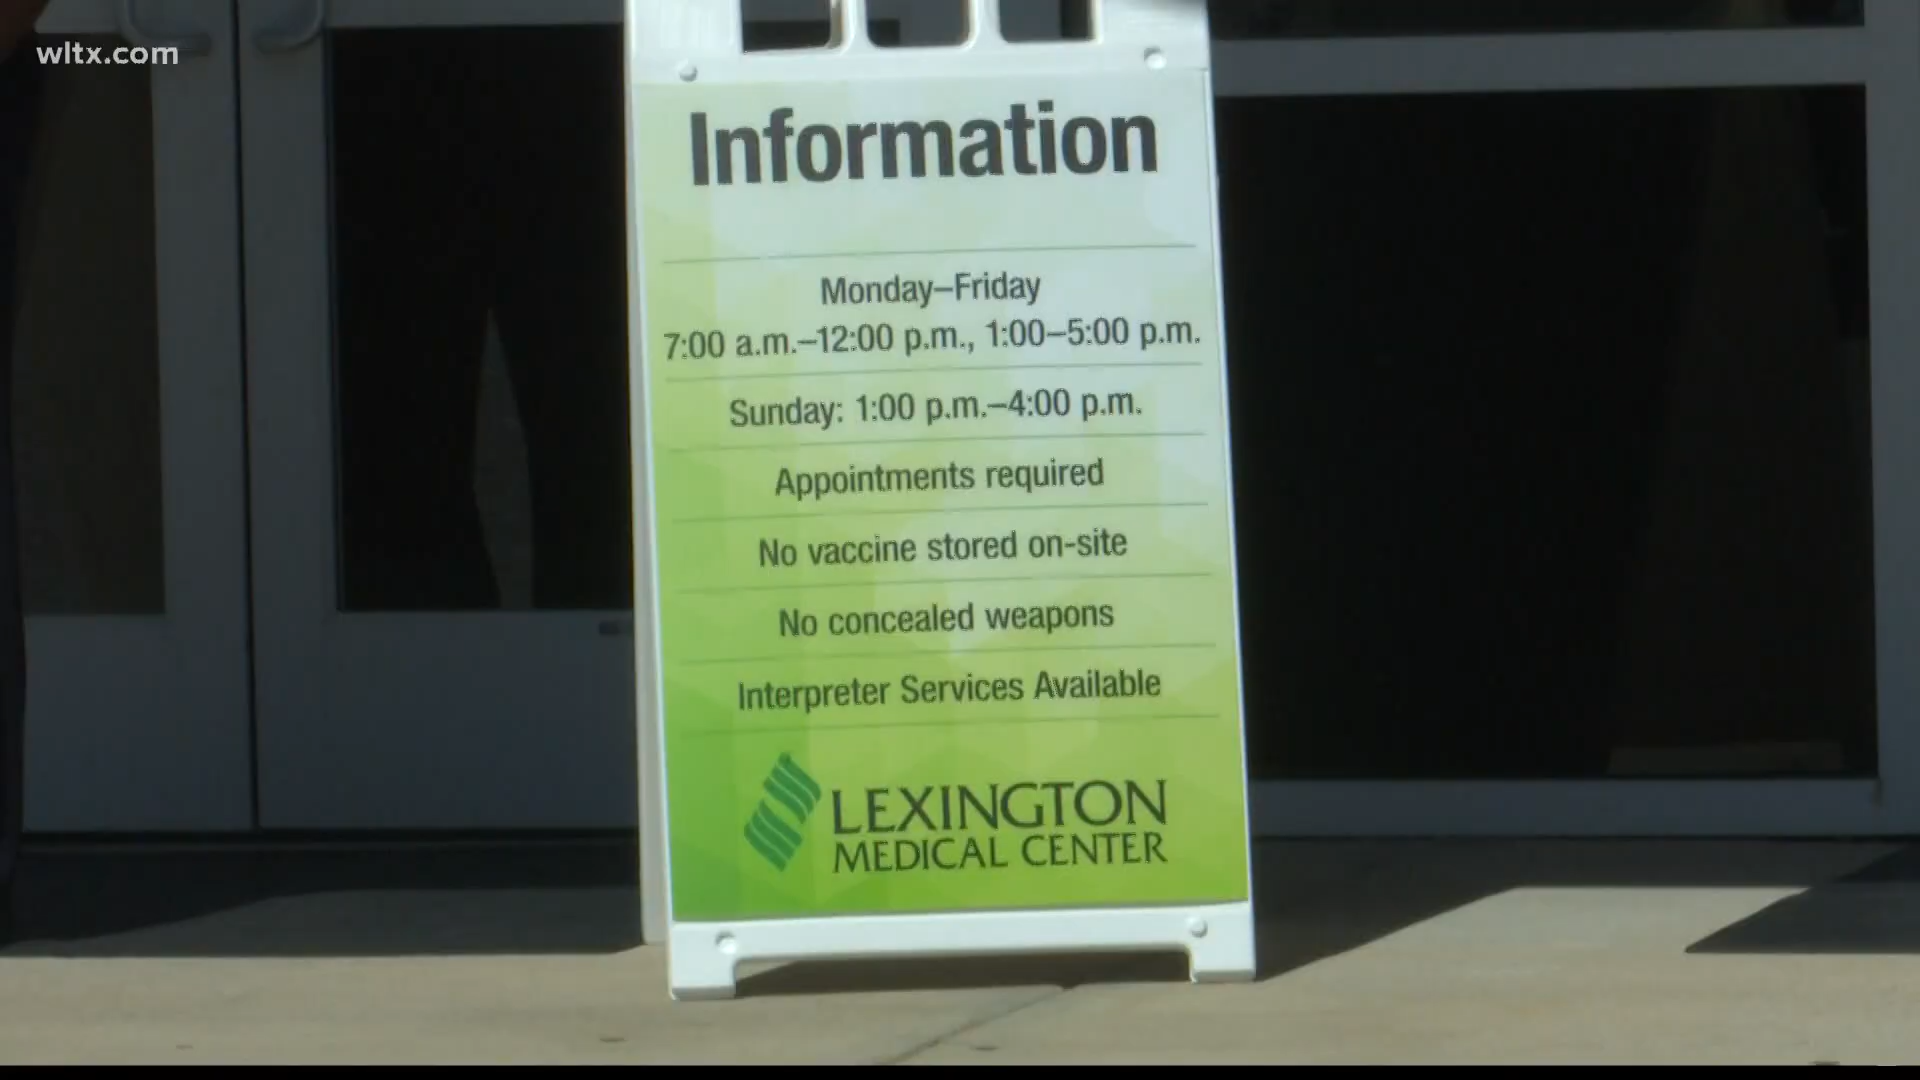 wltx.com
Information
Monday–Friday
7:00 a.m.–12:00 p.m., 1:00–5:00 p.m.
Sunday: 1:00 p.m.–4:00 p.m.
Appointments required
No vaccine stored on-site
No concealed weapons
Interpreter Services Available
LEXINGTON
MEDICAL CENTER